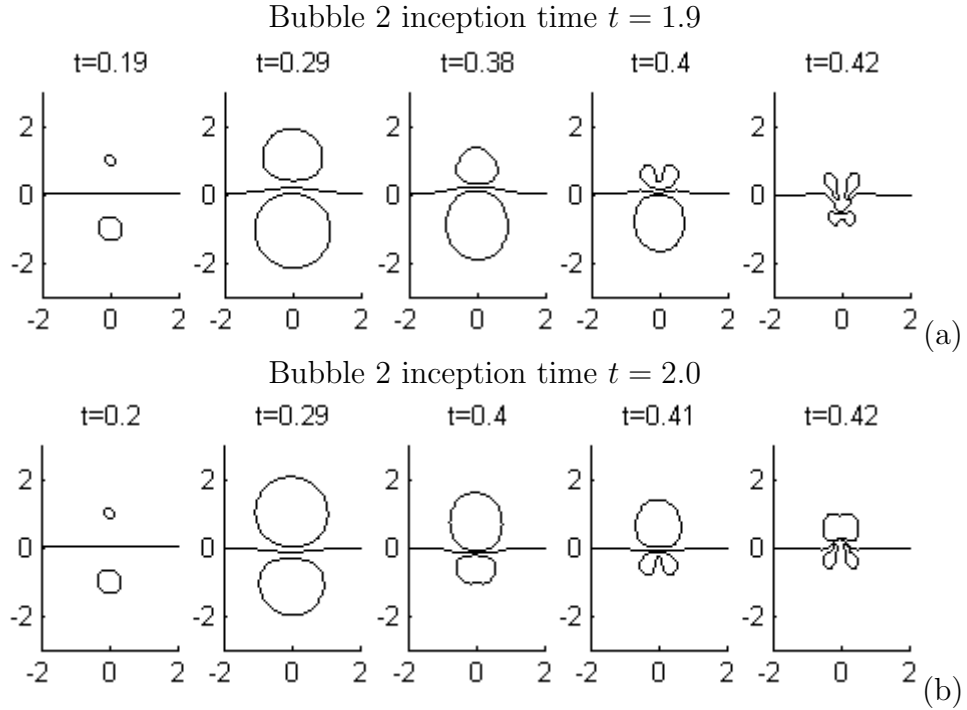 Bubble 2 inception time t = 1.9
t=0.19 t=0.29 t=0.38 t=0.4 t=0.42
2 2 2 2 2
0 0 0 0 0
-2 -2 -2 -2 -2
-2 0 2 -2 0 2 -2 0 2 -2 0 2 -2 0 2
(a)
Bubble 2 inception time t = 2.0
t=0.2 t=0.29 t=0.4 t=0.41 t=0.42
2 2 2 2 2
0 0 0 0 0
-2 -2 -2 -2 -2
-2 0 2 -2 0 2 -2 0 2 -2 0 2 -2 0 2
(b)